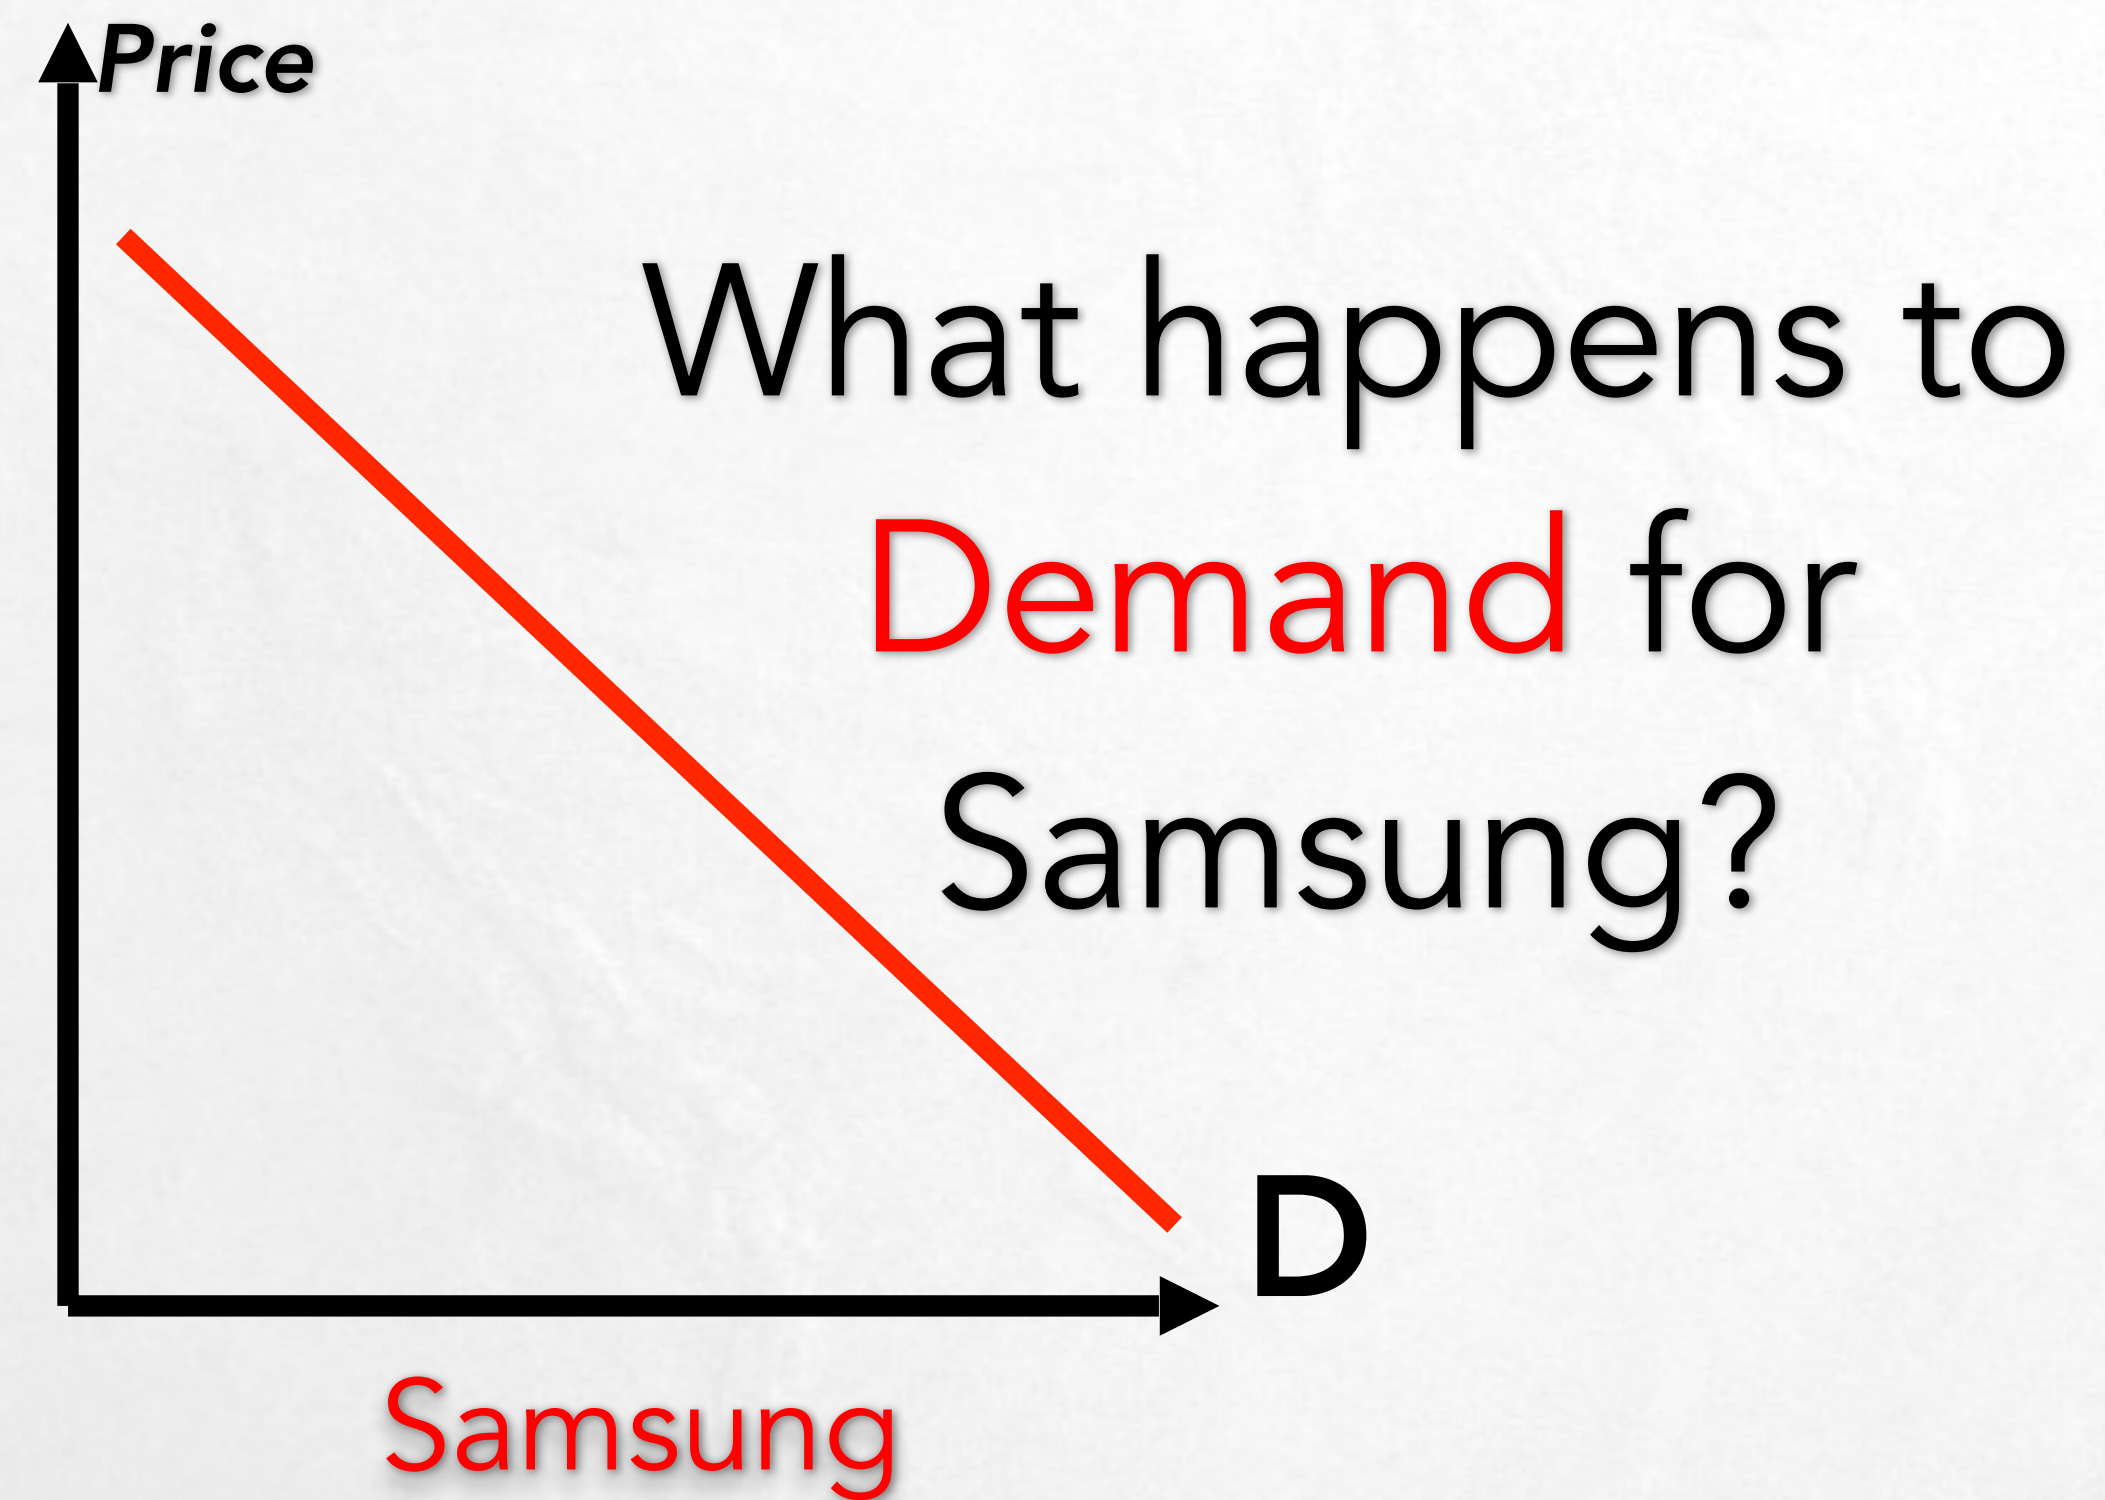 Price
What happens to
Demand for
Samsung?
D
Samsung